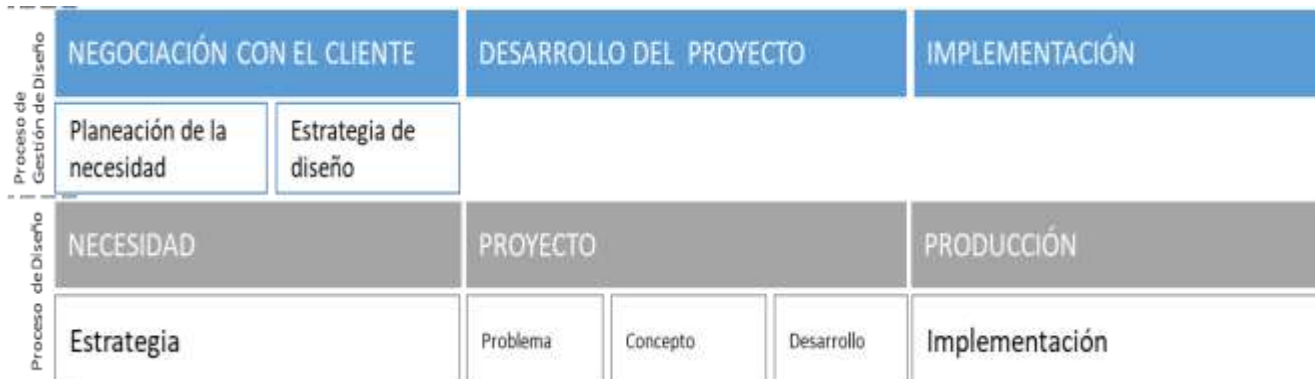 Proceso de
Gestión de Diseño
NEGOCIACIÓN CON EL CLIENTE
DESARROLLO DEL PROYECTO
IMPLEMENTACIÓN
Planeación de la
necesidad
Estrategia de
diseño
Proceso de Diseño
NECESIDAD
PROYECTO
PRODUCCIÓN
Estrategia
Problema
Concepto
Desarrollo
Implementación